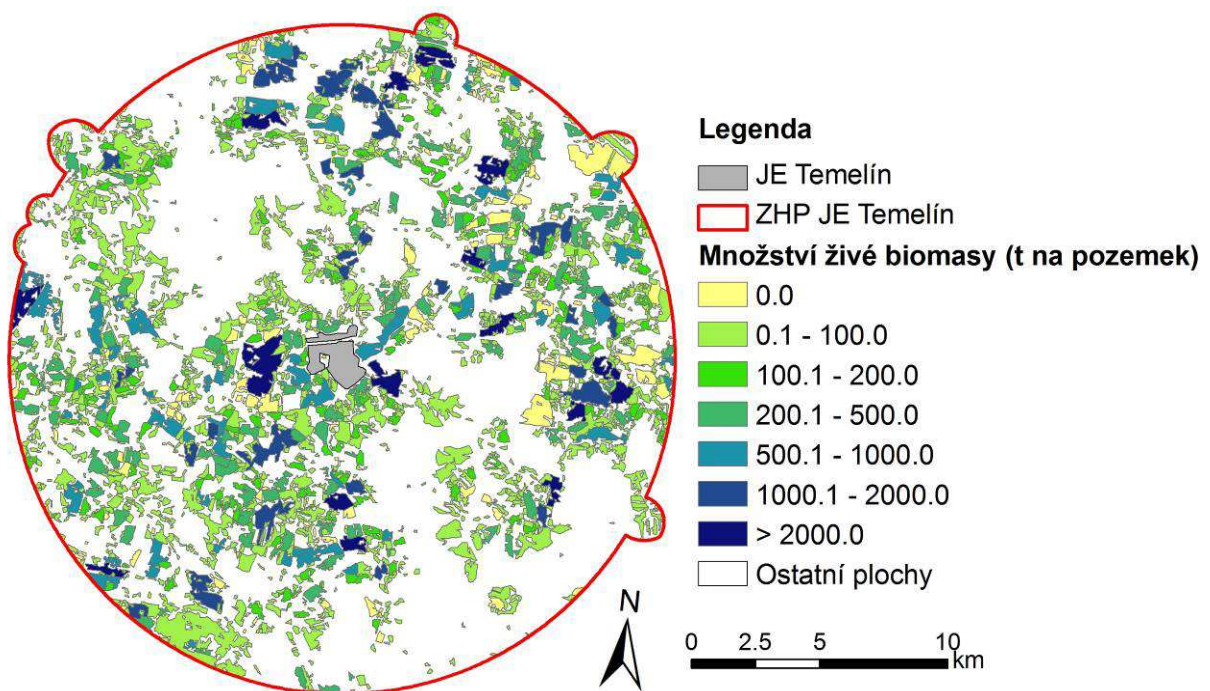 Legenda
JE Temelín
ZHP JE Temelín
Množství živé biomasy (t na pozemek)
0.0
0.1 - 100.0
100.1 - 200.0
200.1 - 500.0
500.1 - 1000.0
1000.1 - 2000.0
> 2000.0
Ostatní plochy
N
0 2.5 5 10
km